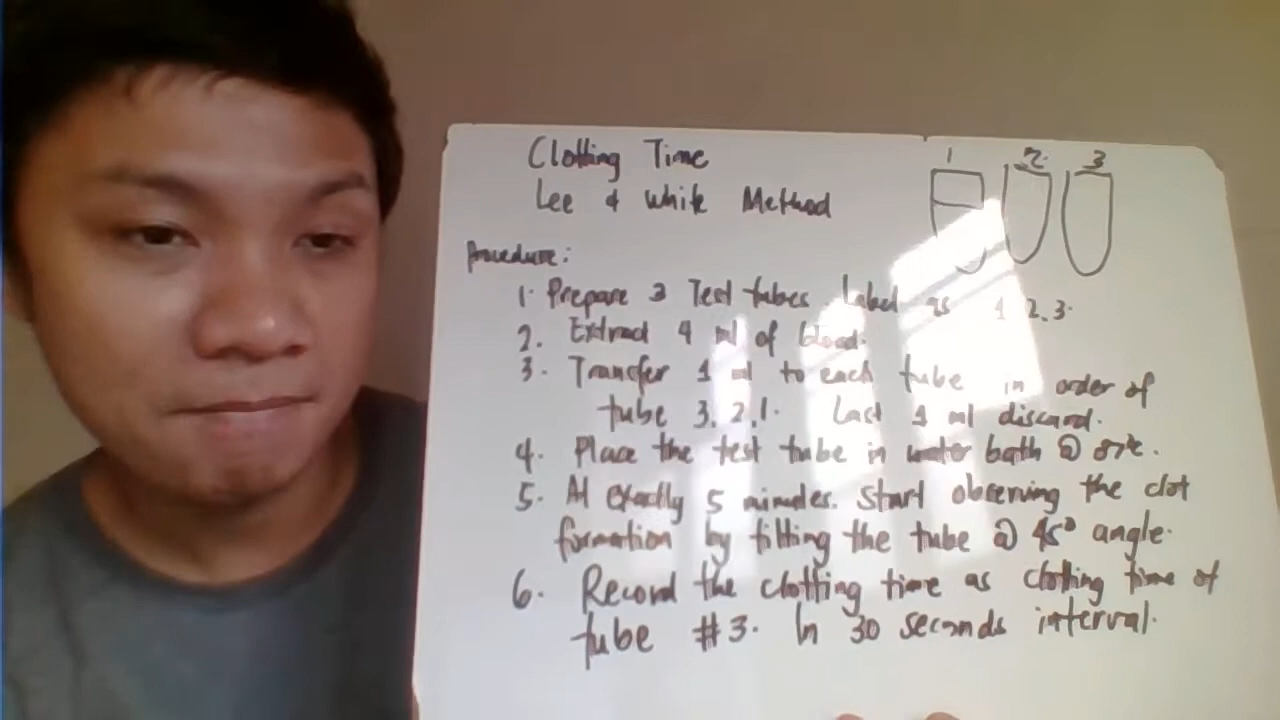 Clotting Time
1 2. 3
Lee & White Method
Procedure:
1. Prepare 3 Test tubes. Label as 1 2. 3.
2. Extract 4 ml of blood.
3. Transfer 1 ml to each tube in order of
tube 3. 2. 1. Last 1 ml discard.
4. Place the test tube in water bath @
5. At exactly 5 minutes. Start observing the clot
formation by tilting the tube @ 45° angle.
6. Record the clotting time as clotting time of
tube #3. In 30 seconds interval.